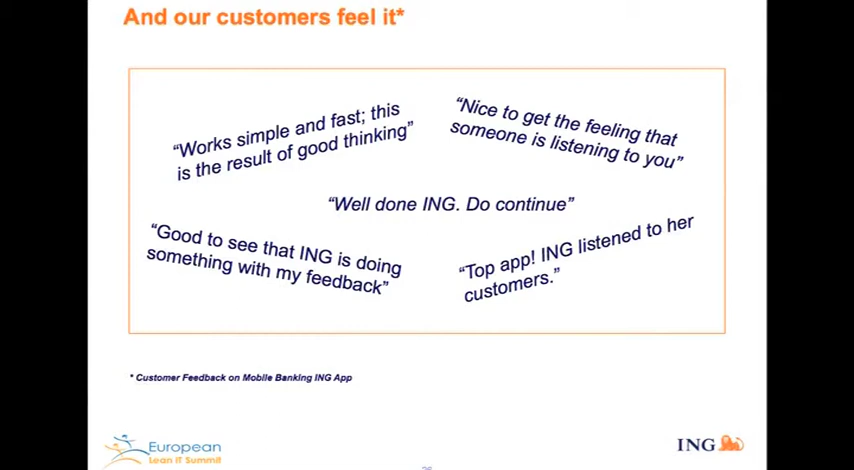 And our customers feel it*
“Works simple and fast; this
is the result of good thinking”
“Nice to get the feeling that
someone is listening to you”
“Well done ING. Do continue”
“Good to see that ING is doing
something with my feedback”
“Top app! ING listened to her
customers.”
* Customer Feedback on Mobile Banking ING App
European
Lean IT Summit
ING